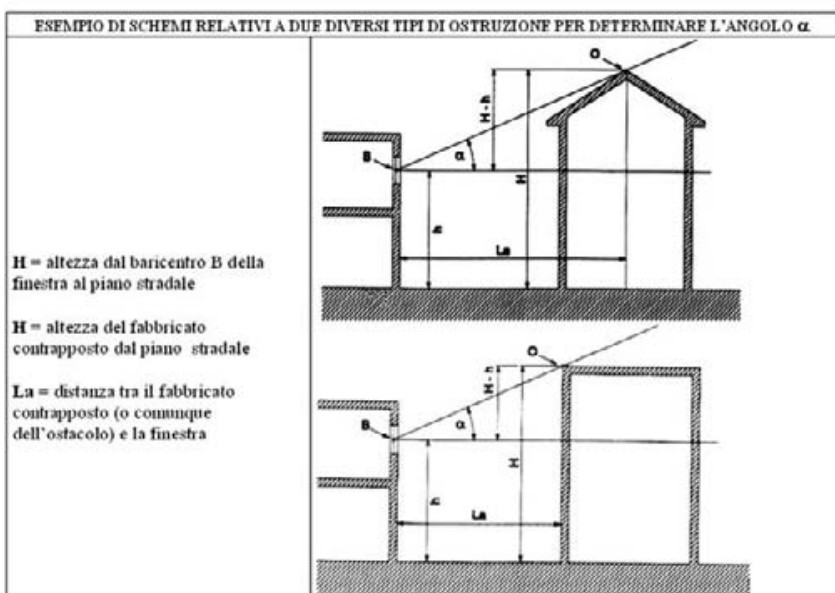 ESEMPIO DI SCHEMI RELATIVI A DUE DIVERSI TIPI DI OSTRUZIONE PER DETERMINARE L'ANGOLO α
H = altezza dal baricentro B della
finestra al piano stradale
H = altezza del fabbricato
contrapposto dal piano stradale
La = distanza tra il fabbricato
contrapposto (o comunque
dell'ostacolo) e la finestra
O
H - h
B
α
H
h
La
O
H - h
B
α
H
h
La